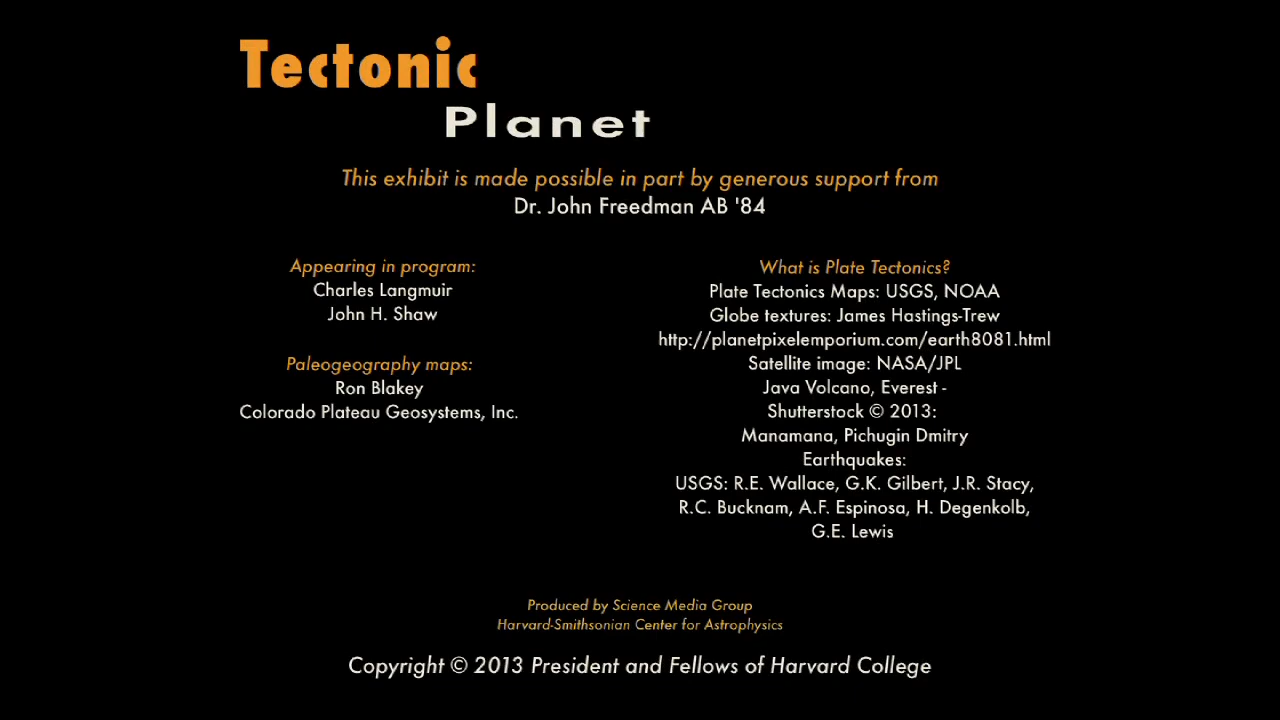 Tectonic
Planet
This exhibit is made possible in part by generous support from
Dr. John Freedman AB '84
Appearing in program:
Charles Langmuir
John H. Shaw
Paleogeography maps:
Ron Blakey
Colorado Plateau Geosystems, Inc.
What is Plate Tectonics?
Plate Tectonics Maps: USGS, NOAA
Globe textures: James Hastings-Trew
http://planetpixelemporium.com/earth8081.html
Satellite image: NASA/JPL
Java Volcano, Everest -
Shutterstock © 2013:
Manamana, Pichugin Dmitry
Earthquakes:
USGS: R.E. Wallace, G.K. Gilbert, J.R. Stacy,
R.C. Bucknam, A.F. Espinosa, H. Degenkolb,
G.E. Lewis
Produced by Science Media Group
Harvard-Smithsonian Center for Astrophysics
Copyright © 2013 President and Fellows of Harvard College